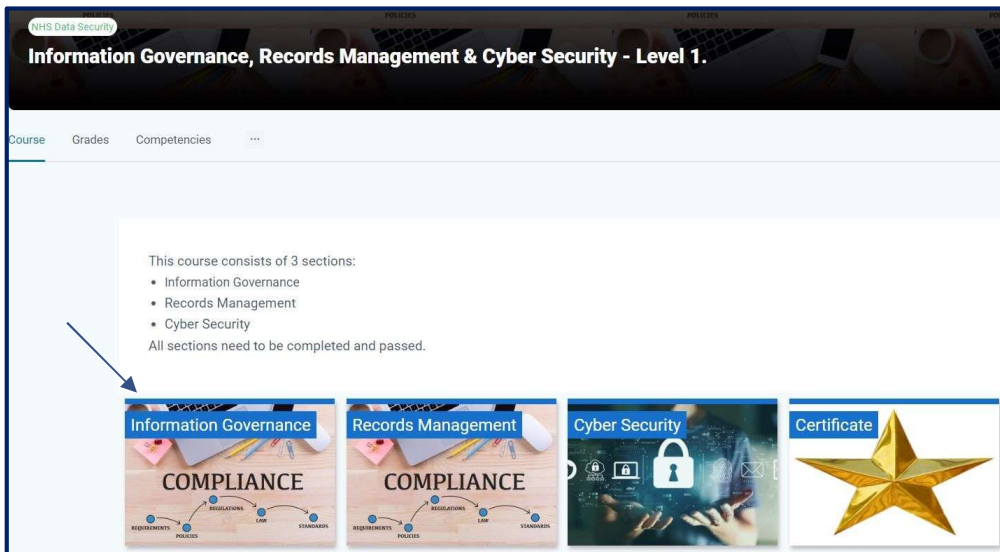 POLICIES
POLICIES
NHS Data Security
Information Governance, Records Management & Cyber Security - Level 1.
Course Grades Competencies ...
This course consists of 3 sections:
• Information Governance
• Records Management
• Cyber Security
All sections need to be completed and passed.
Information Governance
COMPLIANCE
REGULATIONS
LAW
REQUIREMENTS
POLICIES
STANDARDS
Records Management
COMPLIANCE
REGULATIONS
LAW
REQUIREMENTS
POLICIES
STANDARDS
Cyber Security
Certificate